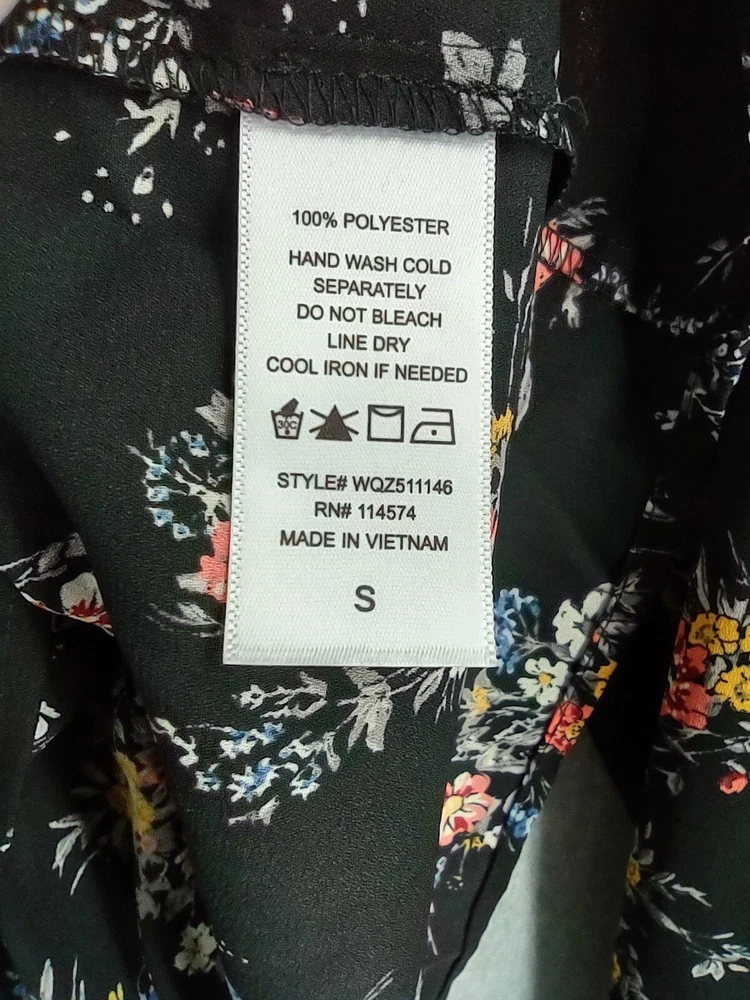 100% POLYESTER
HAND WASH COLD
SEPARATELY
DO NOT BLEACH
LINE DRY
COOL IRON IF NEEDED
30C
STYLE# WQZ511146
RN# 114574
MADE IN VIETNAM
S